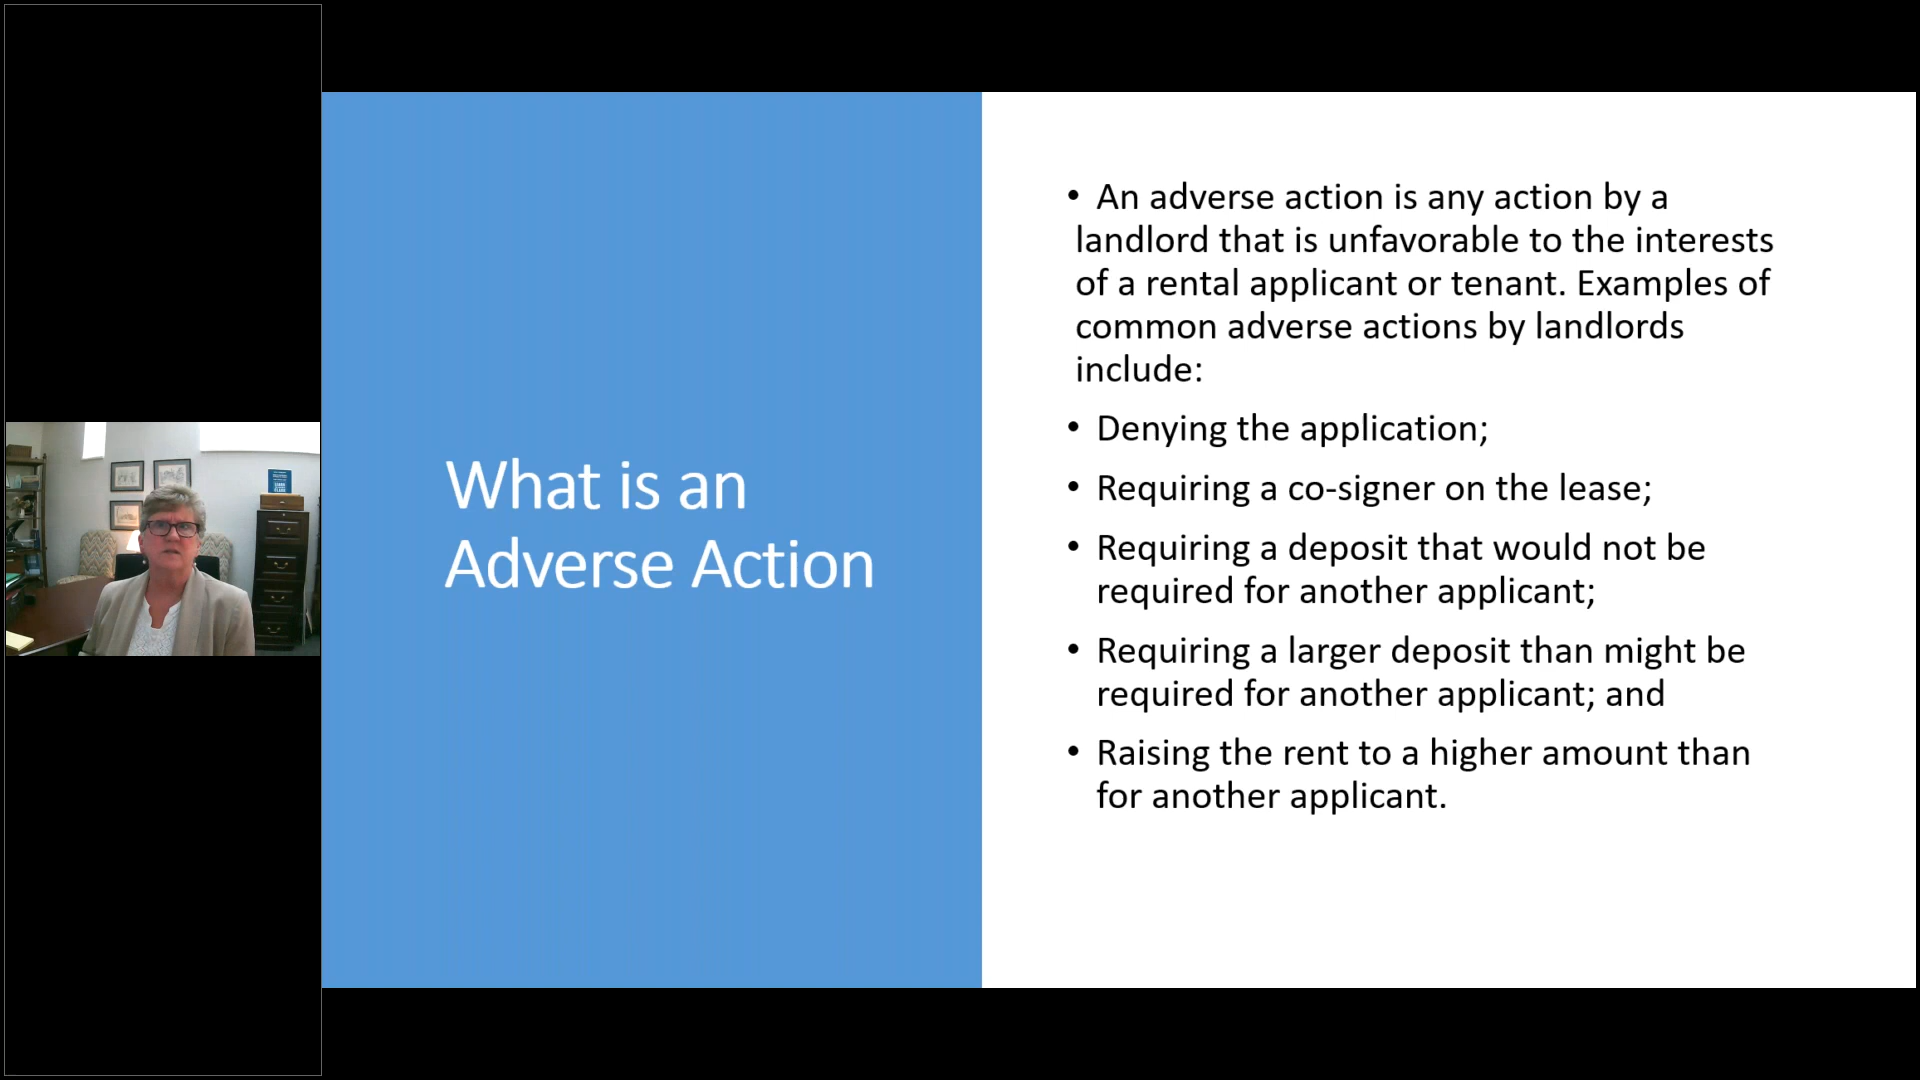 What is an
Adverse Action
• An adverse action is any action by a
landlord that is unfavorable to the interests
of a rental applicant or tenant. Examples of
common adverse actions by landlords
include:
• Denying the application;
• Requiring a co-signer on the lease;
• Requiring a deposit that would not be
required for another applicant;
• Requiring a larger deposit than might be
required for another applicant; and
• Raising the rent to a higher amount than
for another applicant.